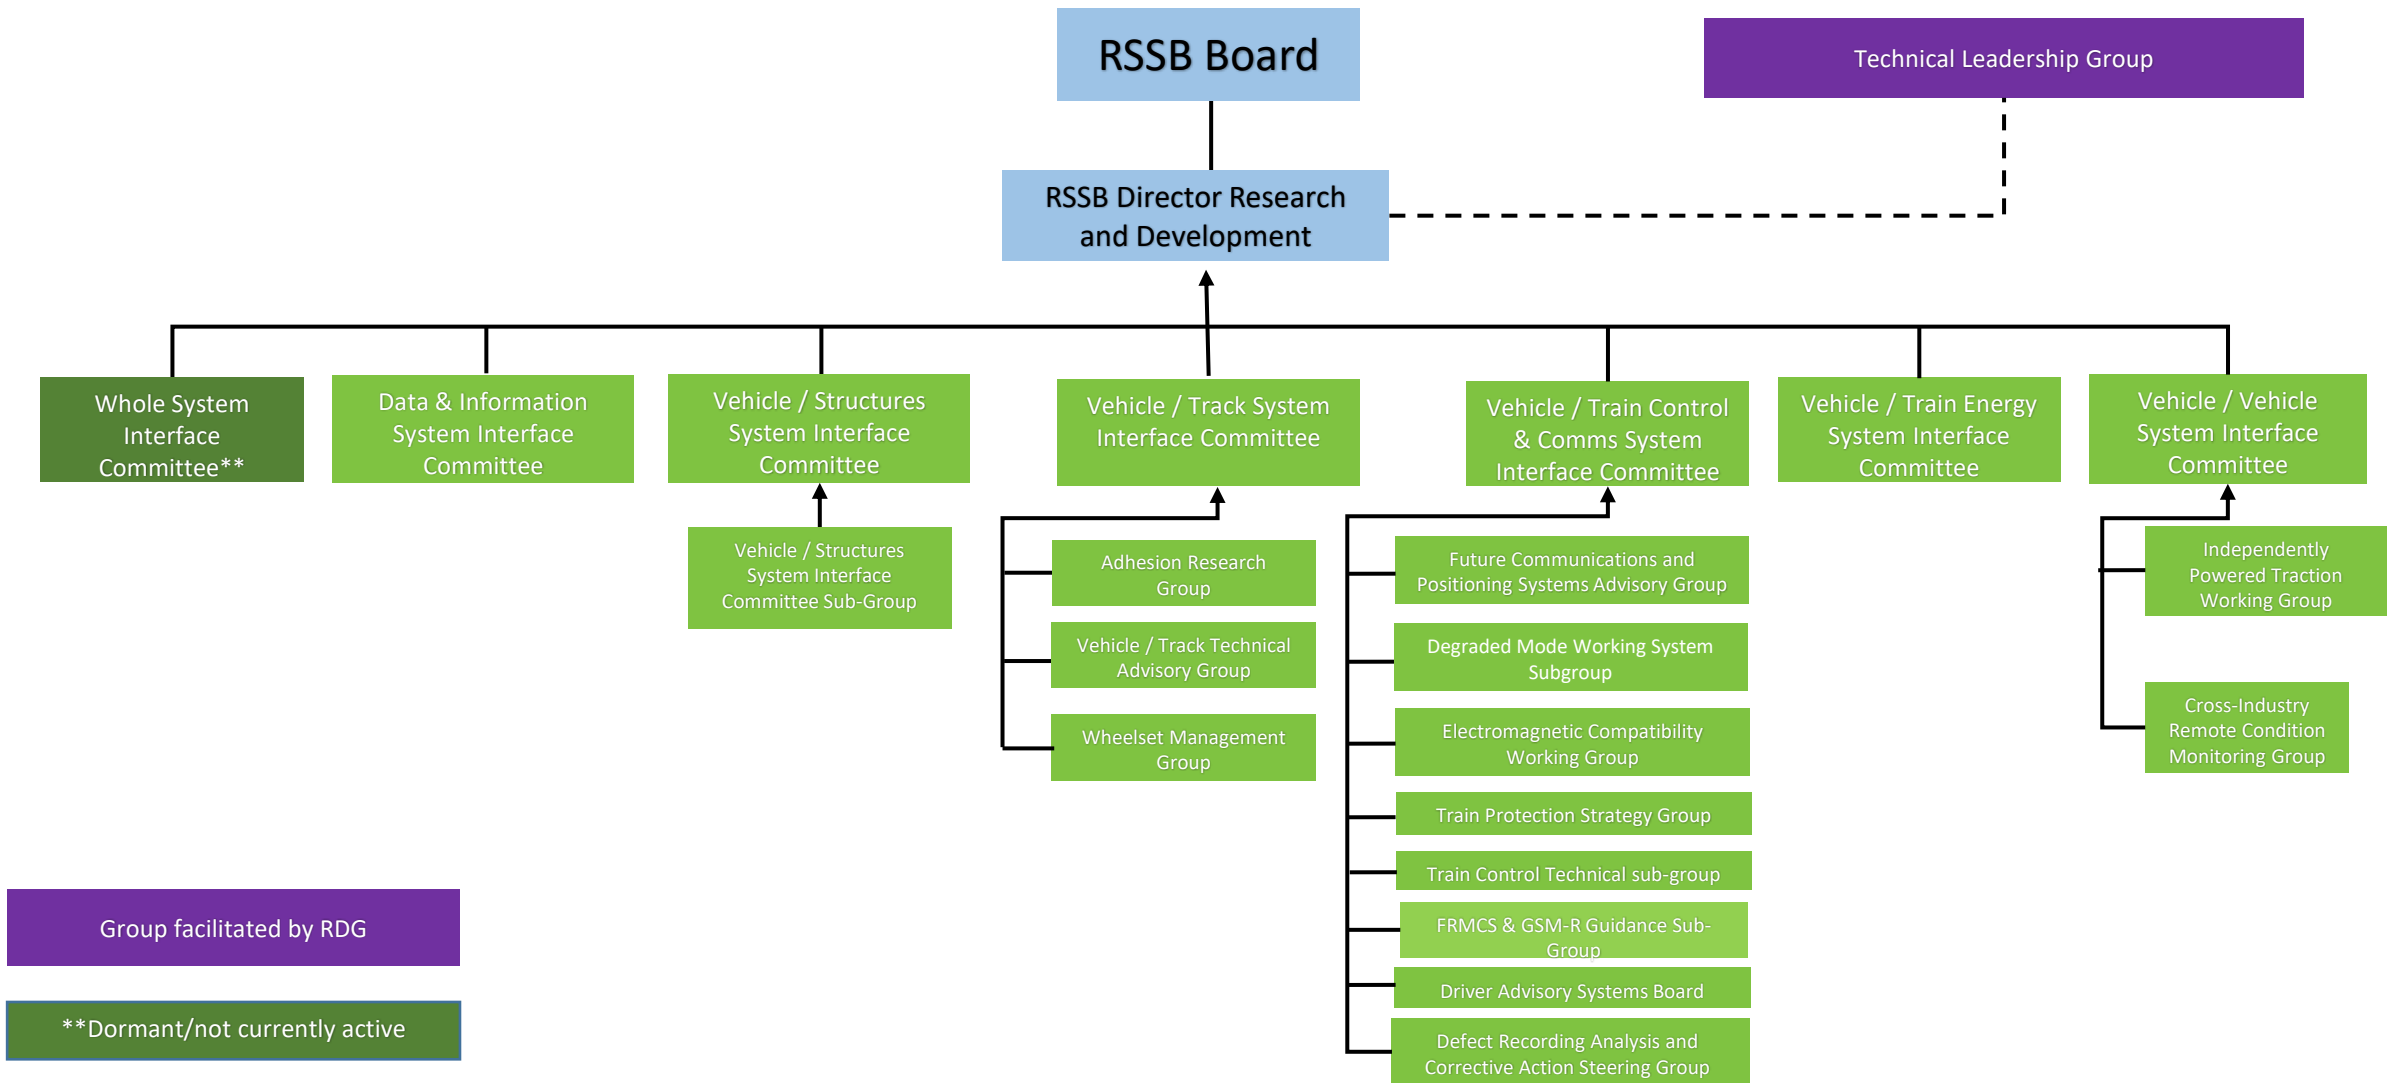 RSSB Board
Technical Leadership Group
RSSB Director Research
and Development
Whole System
Interface
Committee**
Data & Information
System Interface
Committee
Vehicle / Structures
System Interface
Committee
Vehicle / Track System
Interface Committee
Vehicle / Train Control
& Comms System
Interface Committee
Vehicle / Train Energy
System Interface
Committee
Vehicle / Vehicle
System Interface
Committee
Vehicle / Structures
System Interface
Committee Sub-Group
Adhesion Research
Group
Vehicle / Track Technical
Advisory Group
Wheelset Management
Group
Future Communications and
Positioning Systems Advisory Group
Degraded Mode Working System
Subgroup
Electromagnetic Compatibility
Working Group
Train Protection Strategy Group
Train Control Technical sub-group
FRMCS & GSM-R Guidance Sub-
Group
Driver Advisory Systems Board
Defect Recording Analysis and
Corrective Action Steering Group
Independently
Powered Traction
Working Group
Cross-Industry
Remote Condition
Monitoring Group
Group facilitated by RDG
**Dormant/not currently active